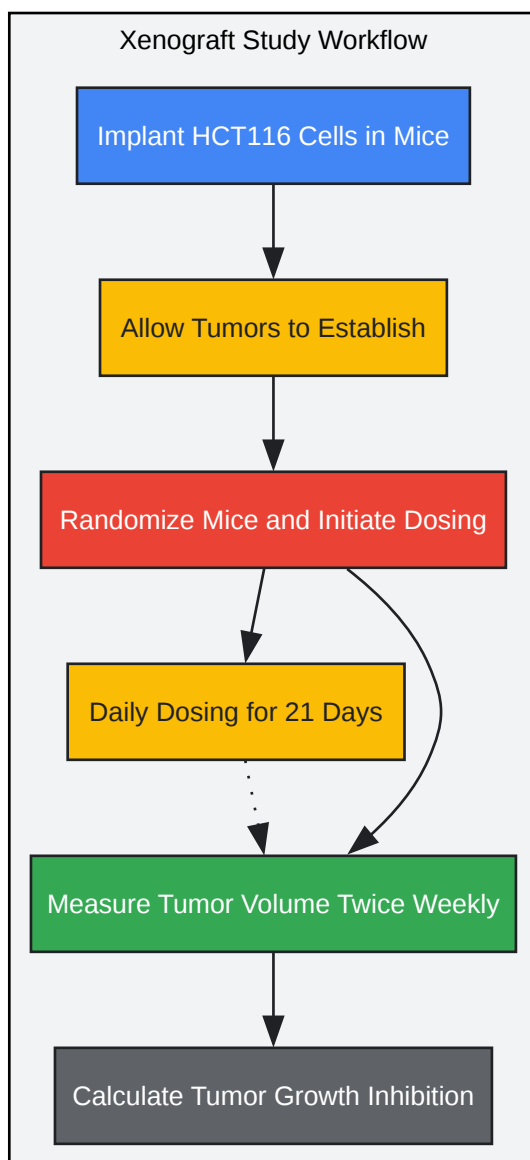 Xenograft Study Workflow
Implant HCT116 Cells in Mice
Allow Tumors to Establish
Randomize Mice and Initiate Dosing
Daily Dosing for 21 Days
Measure Tumor Volume Twice Weekly
Calculate Tumor Growth Inhibition